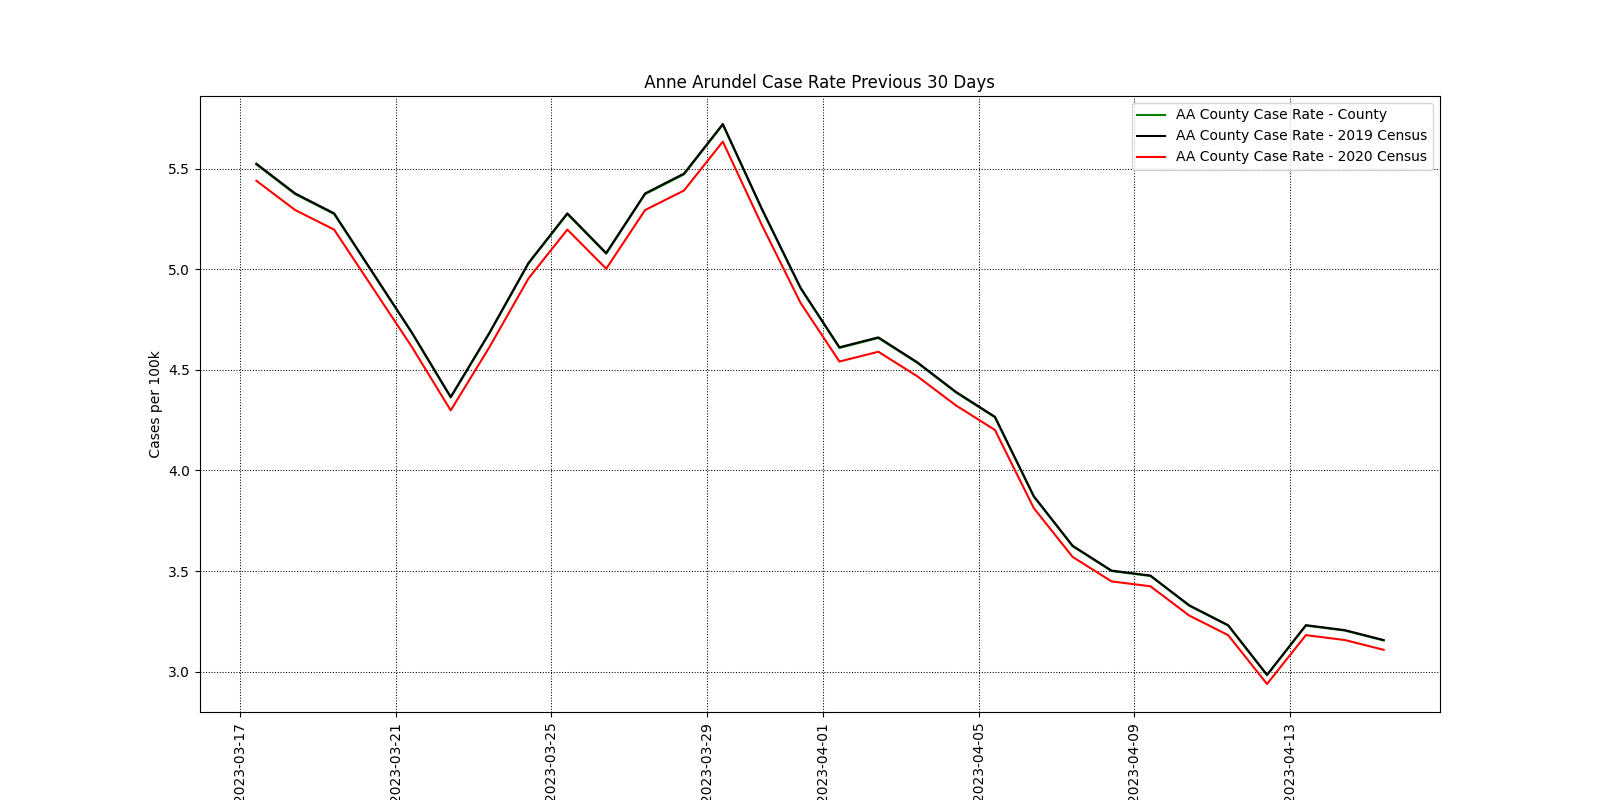 Anne Arundel Case Rate Previous 30 Days
AA County Case Rate - County
AA County Case Rate - 2019 Census
AA County Case Rate - 2020 Census
Cases per 100k
5.5
5.0
4.5
4.0
3.5
3.0
2023-03-17
2023-03-21
2023-03-25
2023-03-29
2023-04-01
2023-04-05
2023-04-09
2023-04-13